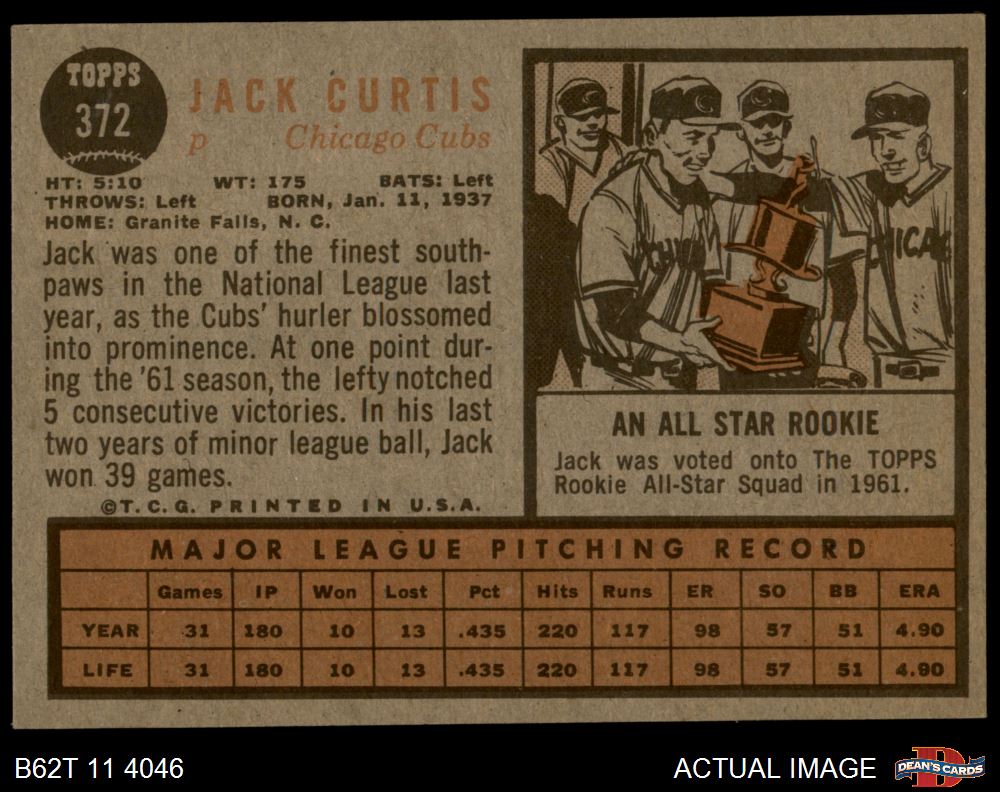 TOPPS
372
JACK CURTIS
p Chicago Cubs
HT: 5:10 WT: 175 BATS: Left
THROWS: Left BORN, Jan. 11, 1937
HOME: Granite Falls, N. C.
Jack was one of the finest south-
paws in the National League last
year, as the Cubs' hurler blossomed
into prominence. At one point dur-
ing the '61 season, the lefty notched
5 consecutive victories. In his last
two years of minor league ball, Jack
won 39 games.
©T.C.G. PRINTED IN U.S.A.
C
CHICAG
AN ALL STAR ROOKIE
Jack was voted onto The TOPPS
Rookie All-Star Squad in 1961.
MAJOR LEAGUE PITCHING RECORD
Games IP Won Lost Pct Hits Runs ER SO BB ERA
YEAR 31 180 10 13 .435 220 117 98 57 51 4.90
LIFE 31 180 10 13 .435 220 117 98 57 51 4.90
B62T 11 4046 ACTUAL IMAGE
DEAN'S CARDS